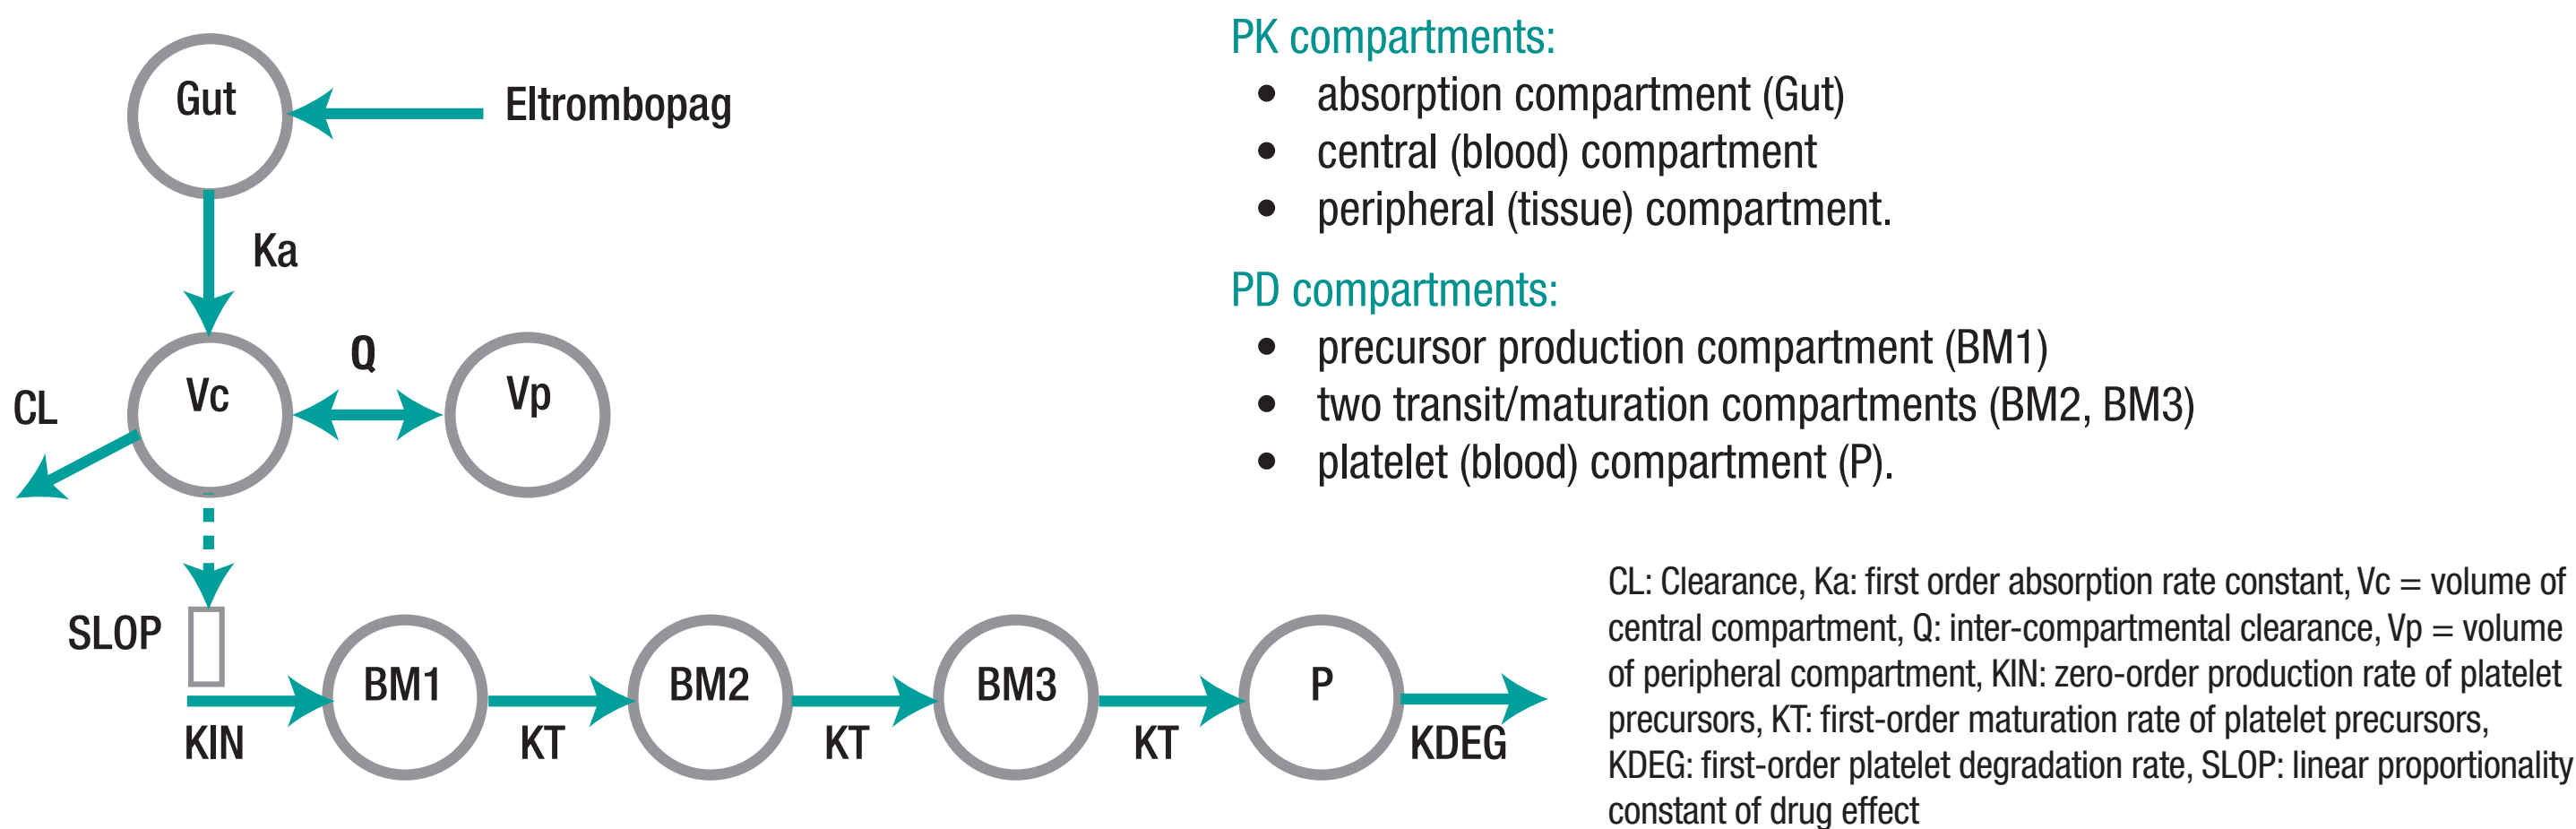 Gut
Eltrombopag
Ka
Q
CL
Vc
Vp
SLOP
BM1
BM2
BM3
P
KIN
KT
KT
KT
KDEG
PK compartments:
• absorption compartment (Gut)
• central (blood) compartment
• peripheral (tissue) compartment.
PD compartments:
• precursor production compartment (BM1)
• two transit/maturation compartments (BM2, BM3)
• platelet (blood) compartment (P).
CL: Clearance, Ka: first order absorption rate constant, Vc = volume of
central compartment, Q: inter-compartmental clearance, Vp = volume
of peripheral compartment, KIN: zero-order production rate of platelet
precursors, KT: first-order maturation rate of platelet precursors,
KDEG: first-order platelet degradation rate, SLOP: linear proportionality
constant of drug effect